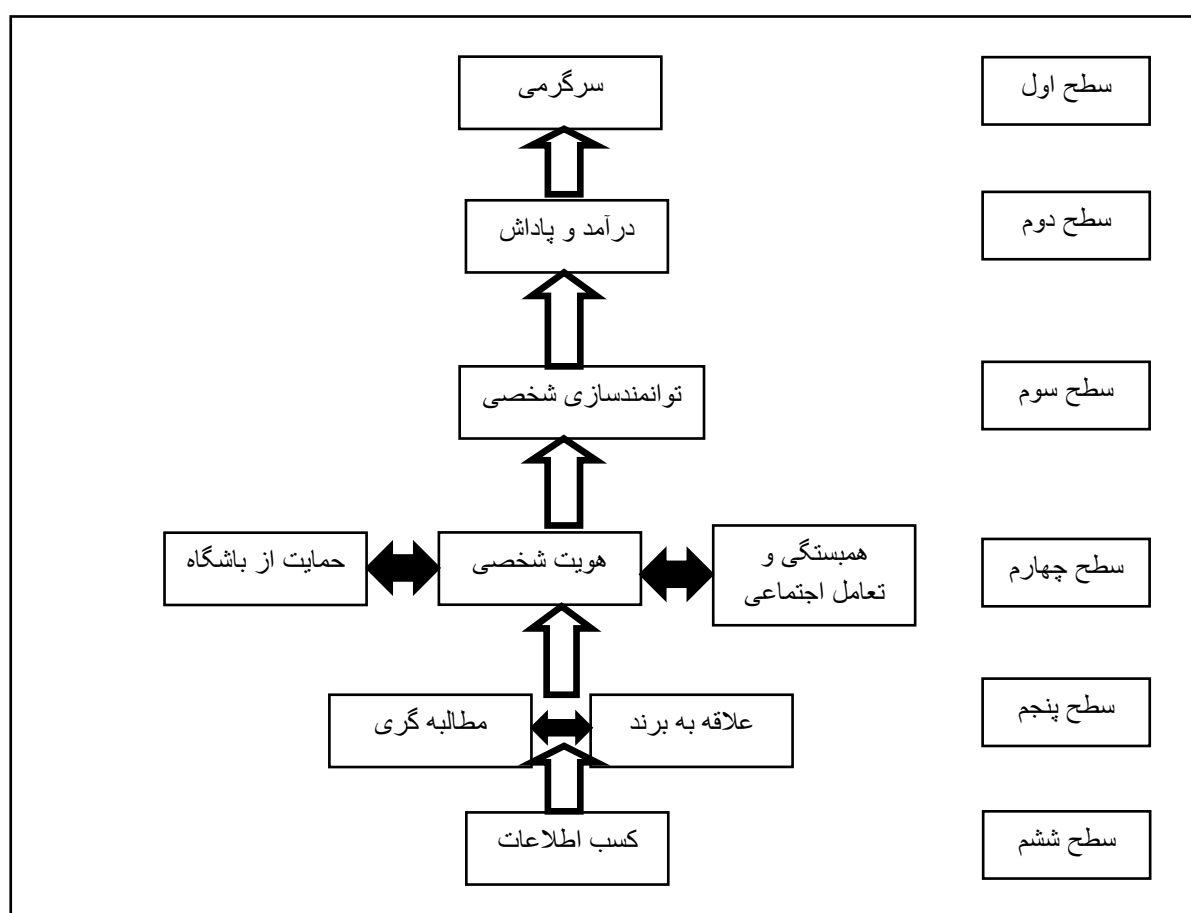 سرگرمی
سطح اول
درآمد و پاداش
سطح دوم
توانمندسازی شخصی
سطح سوم
همبستگی و
تعامل اجتماعی
هویت شخصی
حمایت از باشگاه
سطح چهارم
علاقه به برند
مطالبه گری
سطح پنجم
کسب اطلاعات
سطح ششم